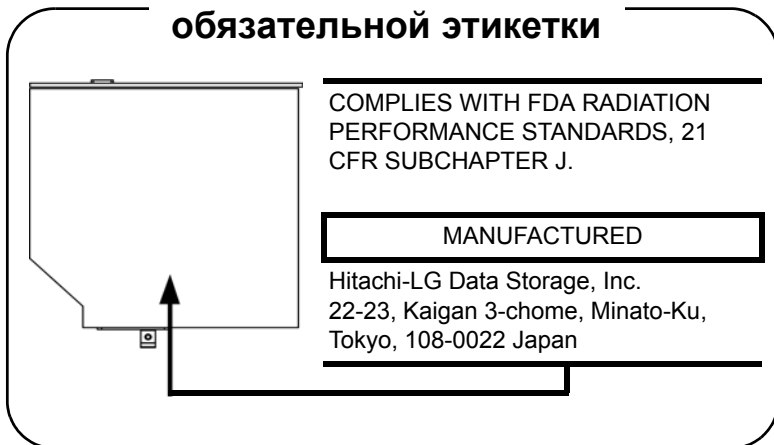 обязательной этикетки
COMPLIES WITH FDA RADIATION
PERFORMANCE STANDARDS, 21
CFR SUBCHAPTER J.
MANUFACTURED
Hitachi-LG Data Storage, Inc.
22-23, Kaigan 3-chome, Minato-Ku,
Tokyo, 108-0022 Japan